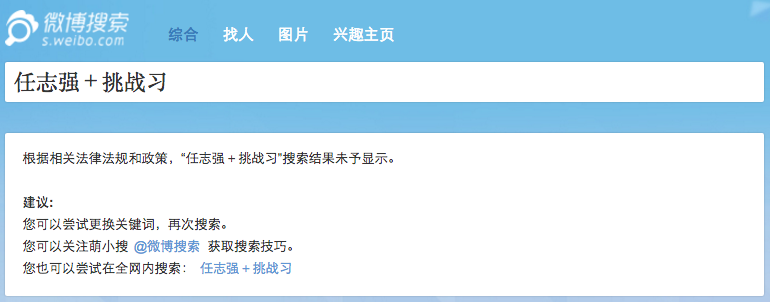 微博搜索
s.weibo.com
综合 找人 图片 兴趣主页
任志强＋挑战习
根据相关法律法规和政策，“任志强＋挑战习”搜索结果未予显示。
建议：
您可以尝试更换关键词，再次搜索。
您可以关注萌小搜 @微博搜索 获取搜索技巧。
您也可以尝试在全网内搜索： 任志强＋挑战习